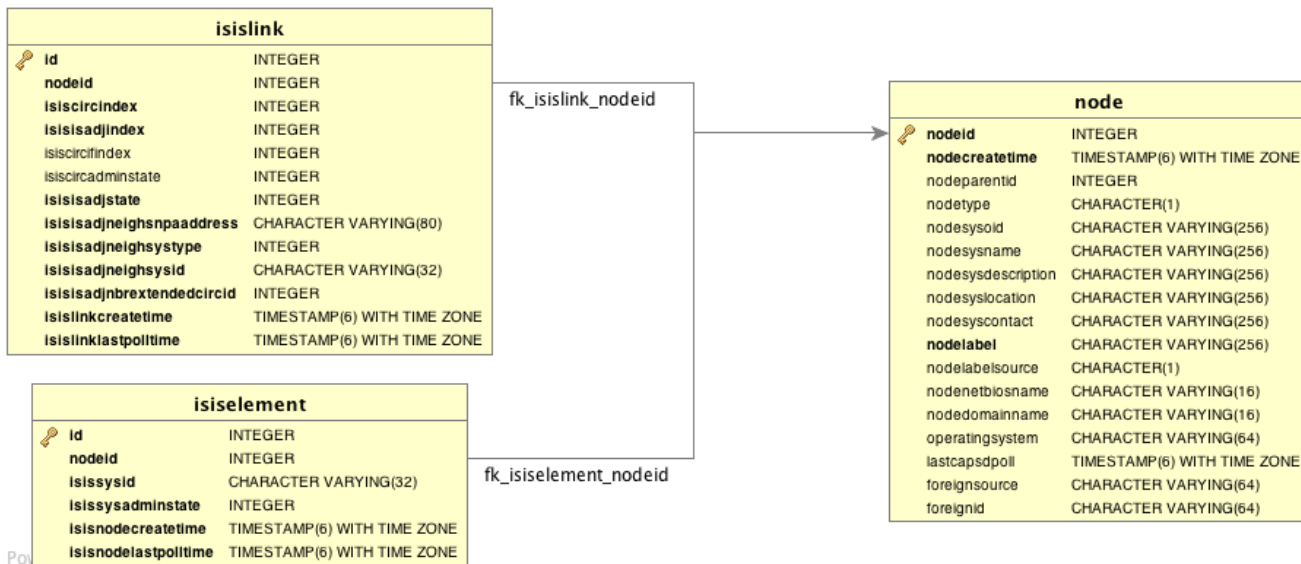 isislink
id INTEGER
nodeid INTEGER
isiscircindex INTEGER
isisisadjindex INTEGER
isiscircifindex INTEGER
isiscircadminstate INTEGER
isisisadjstate INTEGER
isisisadjneighsnpaaddress CHARACTER VARYING(80)
isisisadjneighsystype INTEGER
isisisadjneighsysid CHARACTER VARYING(32)
isisisadjnbrextendedcircid INTEGER
isislinkcreatetime TIMESTAMP(6) WITH TIME ZONE
isislinklastpolltime TIMESTAMP(6) WITH TIME ZONE
fk_isislink_nodeid
isiselement
id INTEGER
nodeid INTEGER
isissysid CHARACTER VARYING(32)
isissysadminstate INTEGER
isisnodecreatetime TIMESTAMP(6) WITH TIME ZONE
isisnodelastpolltime TIMESTAMP(6) WITH TIME ZONE
fk_isiselement_nodeid
node
nodeid INTEGER
nodecreatetime TIMESTAMP(6) WITH TIME ZONE
nodeparentid INTEGER
nodetype CHARACTER(1)
nodesysoid CHARACTER VARYING(256)
nodesysname CHARACTER VARYING(256)
nodesysdescription CHARACTER VARYING(256)
nodesyslocation CHARACTER VARYING(256)
nodesyscontact CHARACTER VARYING(256)
nodelabel CHARACTER VARYING(256)
nodelabelsource CHARACTER(1)
nodenetbiosname CHARACTER VARYING(16)
nodedomainname CHARACTER VARYING(16)
operatingsystem CHARACTER VARYING(64)
lastcapsdpoll TIMESTAMP(6) WITH TIME ZONE
foreignsource CHARACTER VARYING(64)
foreignid CHARACTER VARYING(64)